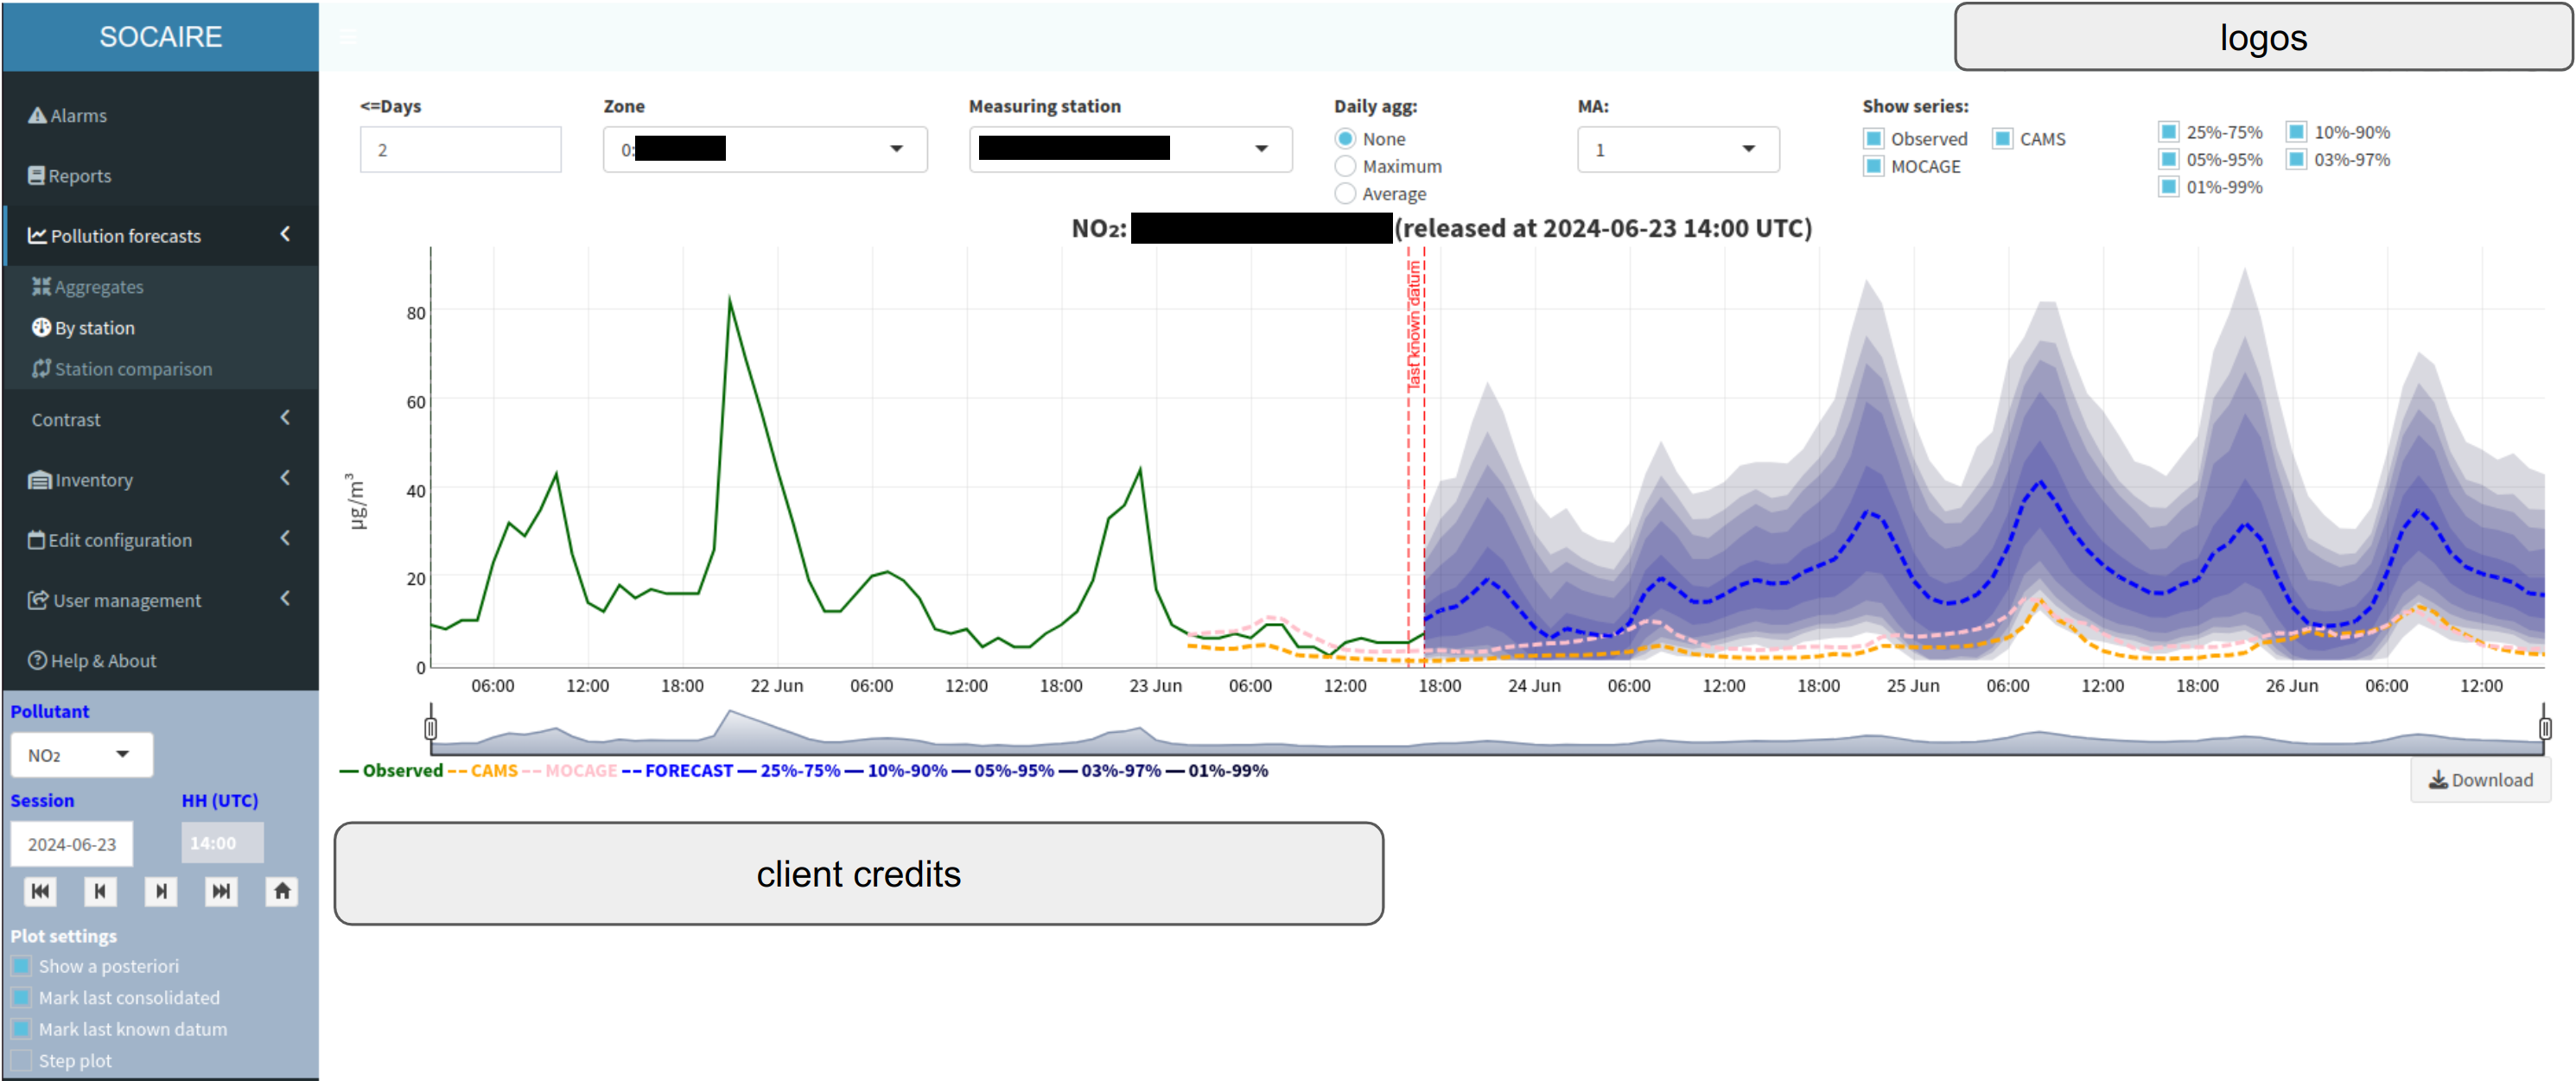 SOCAIRE
logos
Alarms
Reports
Pollution forecasts
Aggregates
By station
Station comparison
Contrast
Inventory
Edit configuration
User management
Help & About
Pollutant
NO₂
Session HH (UTC)
2024-06-23 14:00
Plot settings
Show a posteriori
Mark last consolidated
Mark last known datum
Step plot
<=Days Zone Measuring station Daily agg: MA: Show series:
2 0: None 1 Observed CAMS 25%-75% 10%-90%
Maximum MOCAGE 05%-95% 03%-97%
Average 01%-99%
NO₂: (released at 2024-06-23 14:00 UTC)
last known datum
µg/m³
80
60
40
20
0
06:00 12:00 18:00 22 Jun 06:00 12:00 18:00 23 Jun 06:00 12:00 18:00 24 Jun 06:00 12:00 18:00 25 Jun 06:00 12:00 18:00 26 Jun 06:00 12:00
Observed CAMS MOCAGE FORECAST 25%-75% 10%-90% 05%-95% 03%-97% 01%-99%
Download
client credits